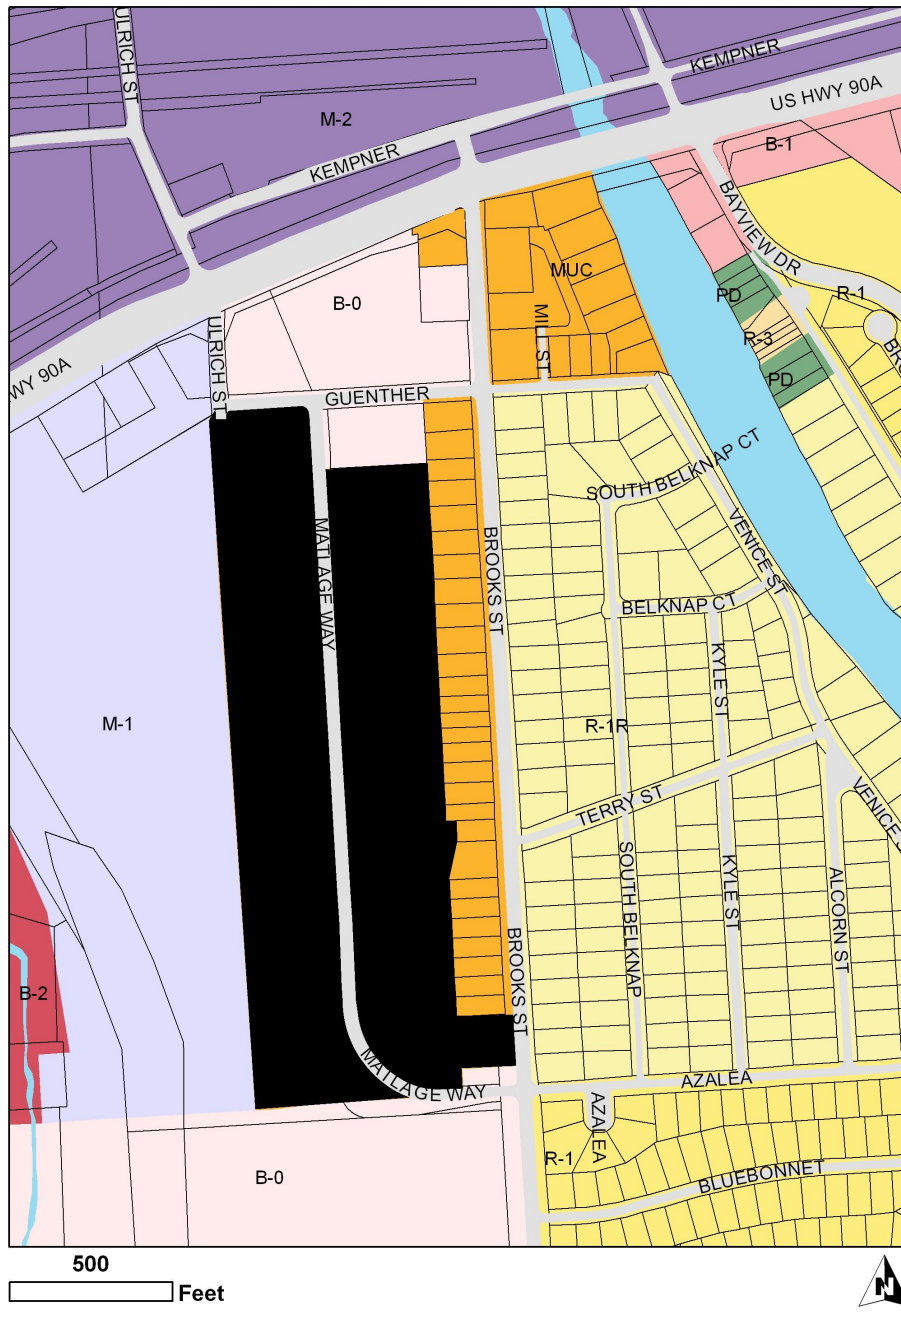 ULRICH ST
KEMPNER
US HWY 90A
M-2
B-1
KEMPNER
BAYVIEW DR
MUC
R-1
PD
B-0
MILL ST
R-3
ULRICH ST
WY 90A
PD
GUENTHER
SOUTH BELKNAP CT
MATLAGE WAY
BROOKS ST
VENICE ST
BELKNAP CT
KYLE ST
M-1
R-1R
TERRY ST
VENICE
SOUTH BELKNAP
KYLE ST
ALCORN ST
BROOKS ST
B-2
MATLAGE WAY
AZALEA
AZALEA
R-1
B-0
BLUEBONNET
500
Feet
N